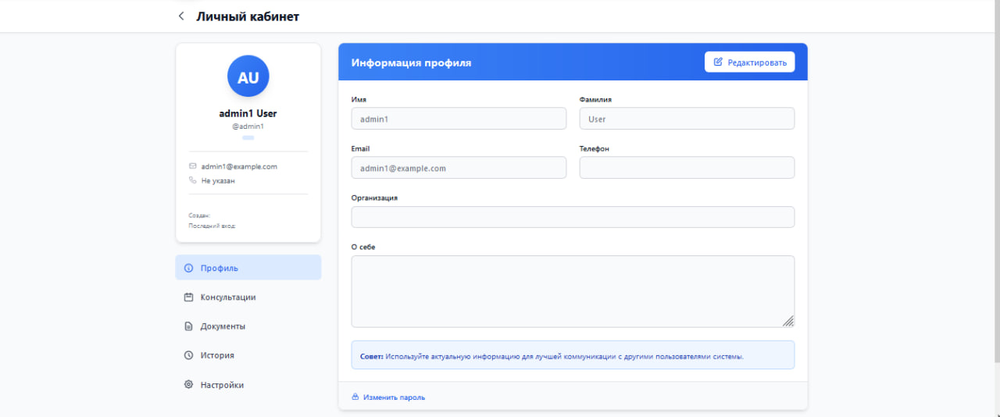 Личный кабинет
AU
admin1 User
@admin1
admin1@example.com
Не указан
Создан:
Последний вход:
Профиль
Консультации
Документы
История
Настройки
Информация профиля
Редактировать
Имя
Фамилия
admin1
User
Email
Телефон
admin1@example.com
Организация
О себе
Совет: Используйте актуальную информацию для лучшей коммуникации с другими пользователями системы.
Изменить пароль